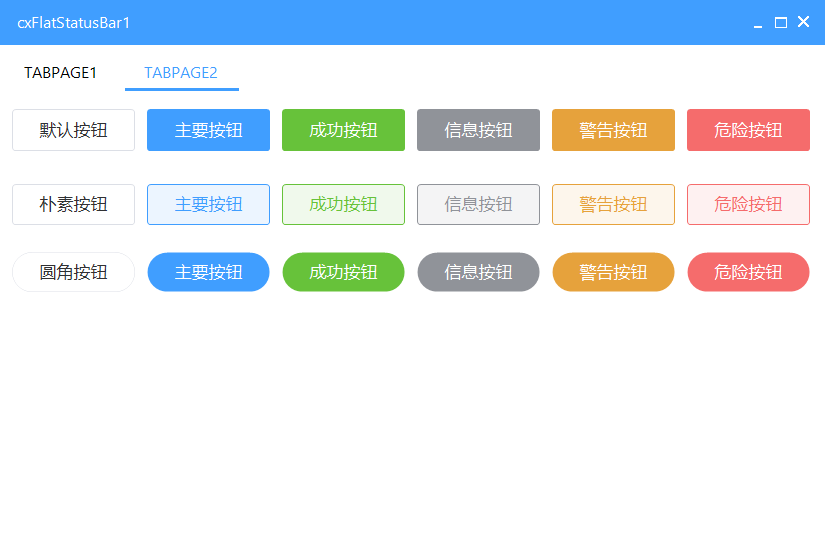 cxFlatStatusBar1
TABPAGE1 TABPAGE2
默认按钮 主要按钮 成功按钮 信息按钮 警告按钮 危险按钮
朴素按钮 主要按钮 成功按钮 信息按钮 警告按钮 危险按钮
圆角按钮 主要按钮 成功按钮 信息按钮 警告按钮 危险按钮